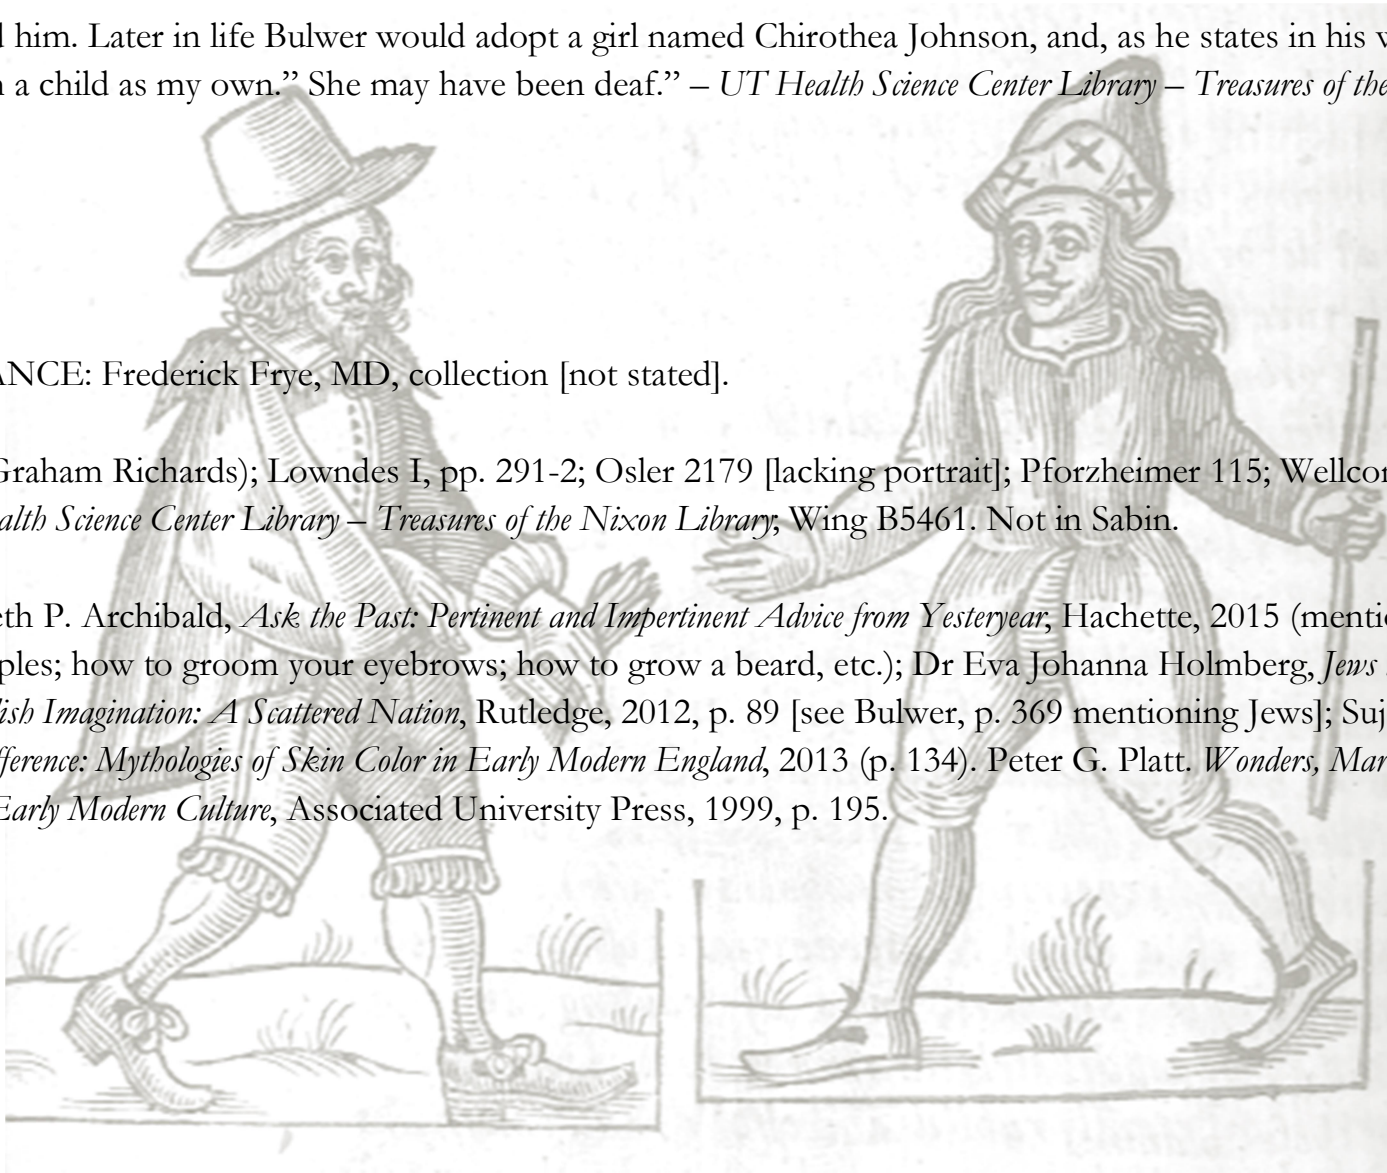 him. Later in life Bulwer would adopt a girl named Chirothea Johnson, and, as he states in his
a child as my own.” She may have been deaf.” – UT Health Science Center Library – Treasures of the
ANCE: Frederick Frye, MD, collection [not stated].
Graham Richards); Lowndes I, pp. 291-2; Osler 2179 [lacking portrait]; Pforzheimer 115; Wellcom
alth Science Center Library – Treasures of the Nixon Library; Wing B5461. Not in Sabin.
eth P. Archibald, Ask the Past: Pertinent and Impertinent Advice from Yesteryear, Hachette, 2015 (mentio
ples; how to groom your eyebrows; how to grow a beard, etc.); Dr Eva Johanna Holmberg, Jews
lish Imagination: A Scattered Nation, Rutledge, 2012, p. 89 [see Bulwer, p. 369 mentioning Jews]; Suj
fference: Mythologies of Skin Color in Early Modern England, 2013 (p. 134). Peter G. Platt. Wonders, Mar
Early Modern Culture, Associated University Press, 1999, p. 195.